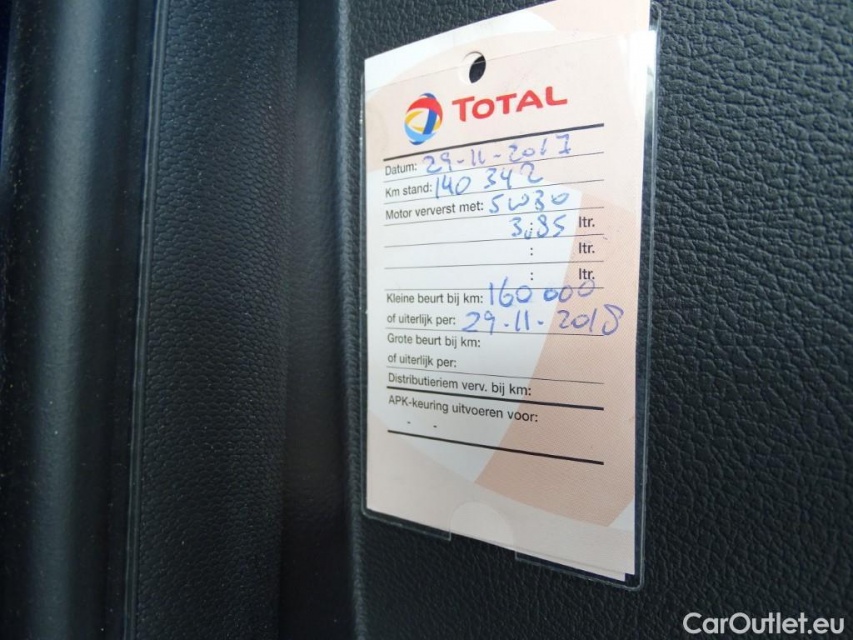 TOTAL
Datum: 29-11-2017
Km stand: 140 342
Motor ververst met: 5W30
3,85 ltr.
: ltr.
: ltr.
Kleine beurt bij km: 160 000
of uiterlijk per: 29-11-2018
Grote beurt bij km:
of uiterlijk per:
Distributieriem verv. bij km:
APK-keuring uitvoeren voor:
- -
CarOutlet.eu